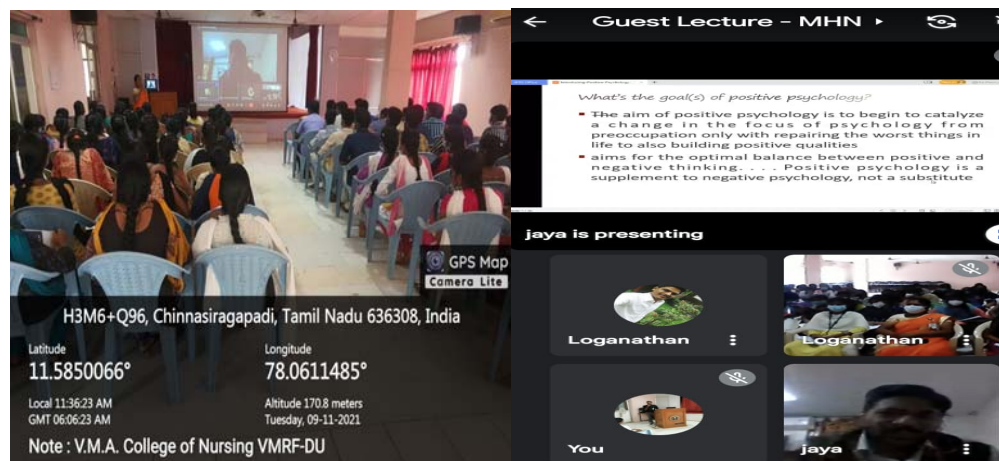 GPS Map
Camera Lite
H3M6+Q96, Chinnasiragapadi, Tamil Nadu 636308, India
Latitude
11.5850066°
Longitude
78.0611485°
Local 11:36:23 AM
GMT 06:06:23 AM
Altitude 170.8 meters
Tuesday, 09-11-2021
Note : V.M.A. College of Nursing VMRF-DU
Guest Lecture - MHN
What's the goal(s) of positive psychology?
The aim of positive psychology is to begin to catalyze
a change in the focus of psychology from
preoccupation only with repairing the worst things in
life to also building positive qualities
aims for the optimal balance between positive and
negative thinking. . . . Positive psychology is a
supplement to negative psychology, not a substitute
jaya is presenting
Loganathan
Loganathan
You
jaya